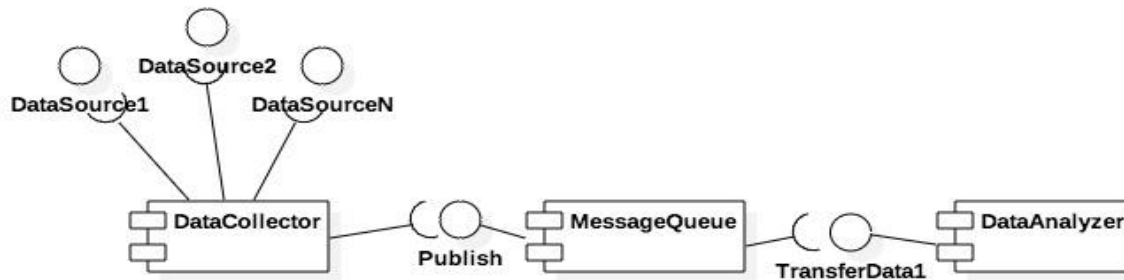 DataSource2
DataSource1
DataSourceN
DataCollector
MessageQueue
DataAnalyzer
Publish
TransferData1